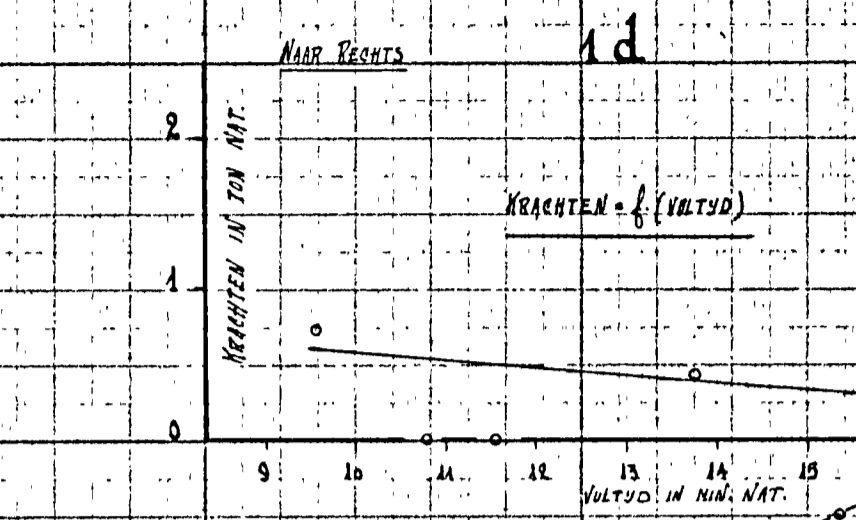 1d
NAAR RECHTS
2
KRACHTEN IN TON NAT.
KRACHTEN = f. (VULTYD)
1
0
9 10 11 12 13 14 15
VULTYD IN MIN. NAT.